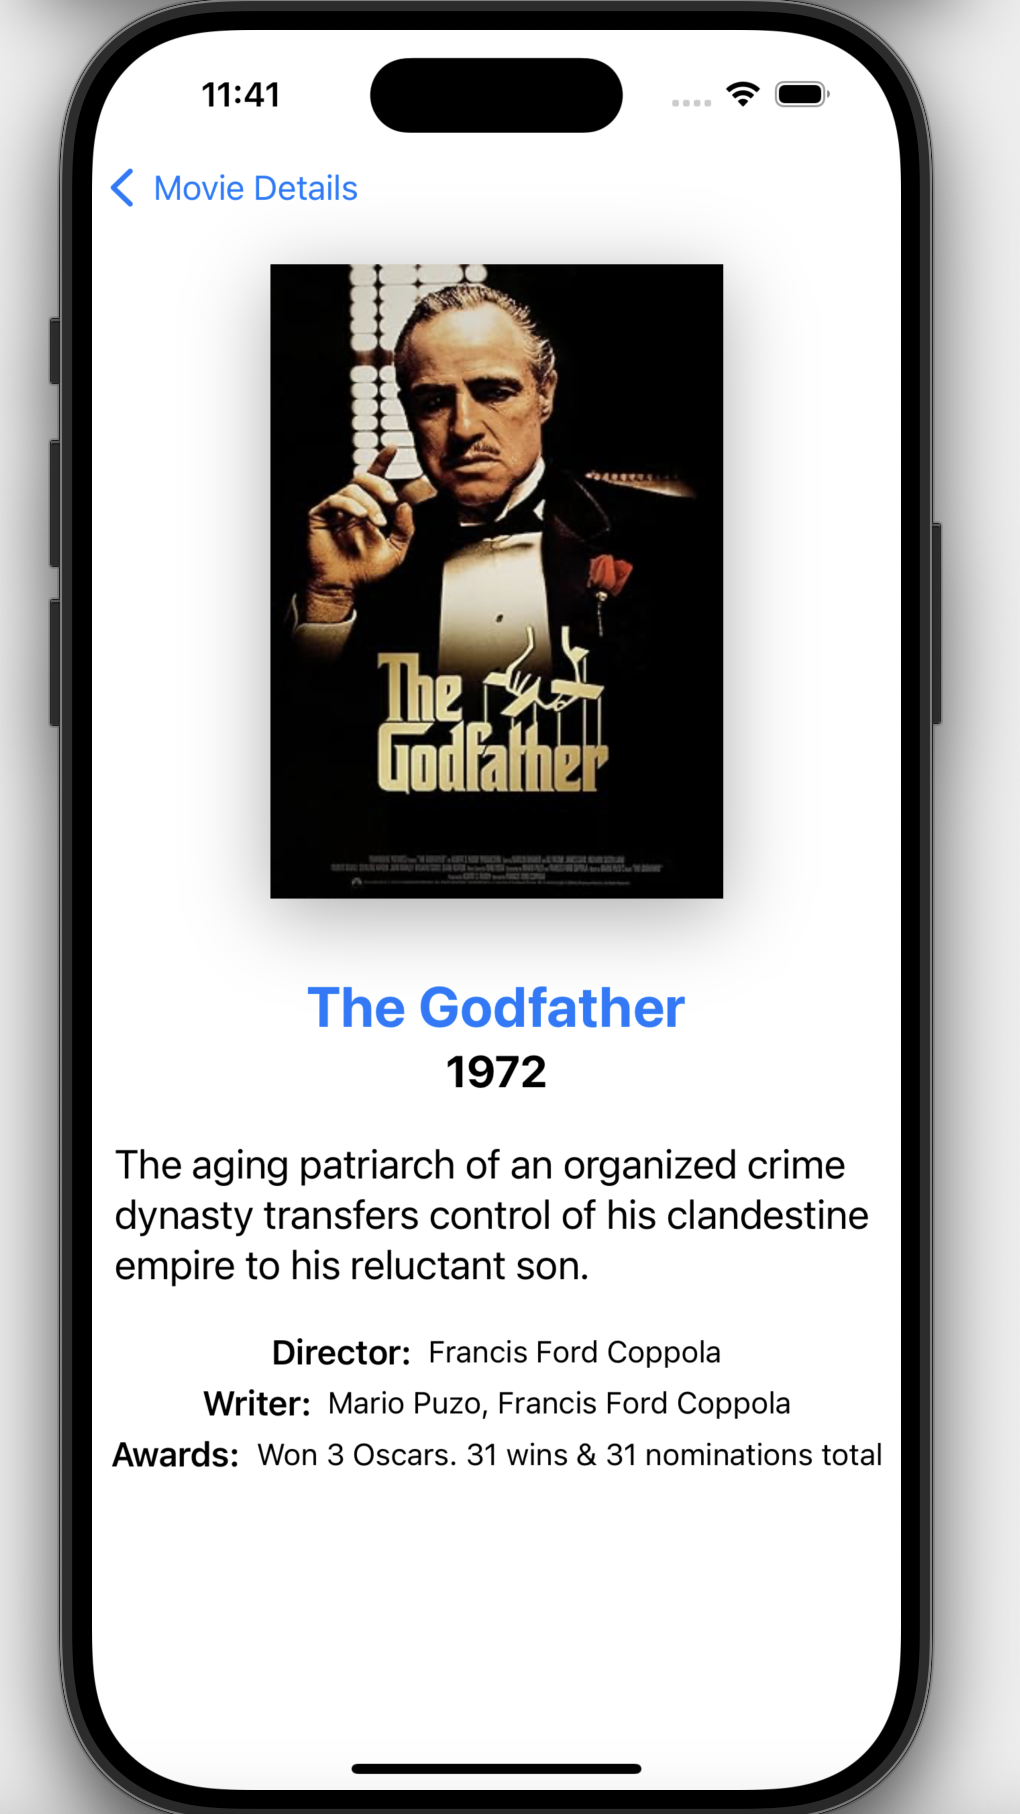 11:41
Movie Details
The
Godfather
The Godfather
1972
The aging patriarch of an organized crime
dynasty transfers control of his clandestine
empire to his reluctant son.
Director: Francis Ford Coppola
Writer: Mario Puzo, Francis Ford Coppola
Awards: Won 3 Oscars. 31 wins & 31 nominations total